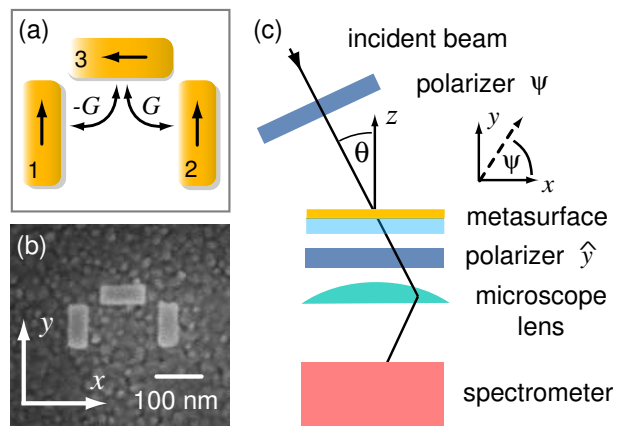 (a)
3
-G
G
1
2
(b)
y
x
100 nm
(c)
incident beam
polarizer ψ
z
θ
y
ψ
x
metasurface
polarizer ŷ
microscope
lens
spectrometer